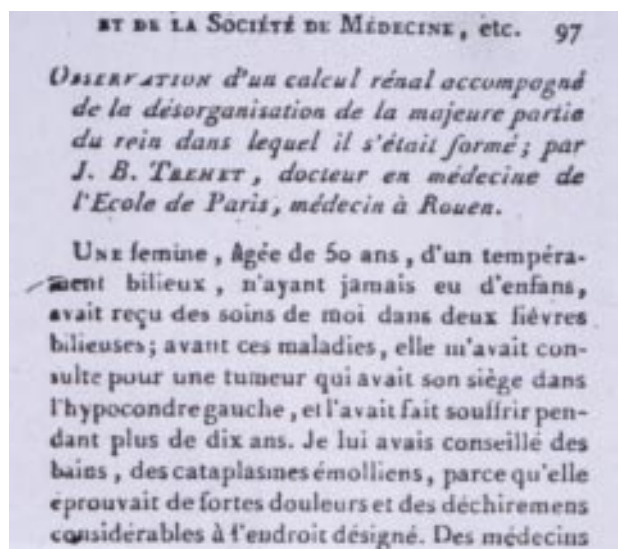 ET DE LA SOCIÉTÉ DE MÉDECINE, etc. 97
OBSERVATION d'un calcul rénal accompagné
de la désorganisation de la majeure partie
du rein dans lequel il s'était formé; par
J. B. TREHET, docteur en médecine de
l'Ecole de Paris, médecin à Rouen.
UNE femme, âgée de 50 ans, d'un tempéra-
ment bilieux, n'ayant jamais eu d'enfans,
avait reçu des soins de moi dans deux fièvres
bilieuses; avant ces maladies, elle m'avait con-
sulté pour une tumeur qui avait son siège dans
l'hypocondre gauche, et l'avait fait souffrir pen-
dant plus de dix ans. Je lui avais conseillé des
bains, des cataplasmes émolliens, parce qu'elle
éprouvait de fortes douleurs et des déchiremens
considérables à l'endroit désigné. Des médecins